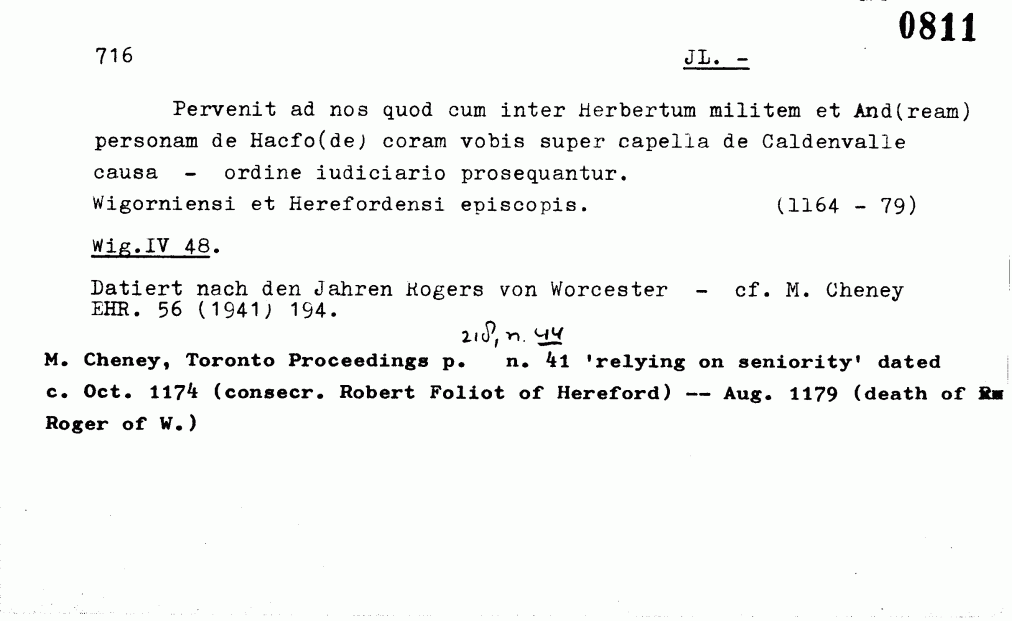 0811
716 JL. -
Pervenit ad nos quod cum inter Herbertum militem et And(ream)
personam de Hacfo(de) coram vobis super capella de Caldenvalle
causa - ordine iudiciario prosequantur.
Wigorniensi et Herefordensi episcopis. (1164 - 79)
Wig.IV 48.
Datiert nach den Jahren Rogers von Worcester - cf. M. Cheney
EHR. 56 (1941) 194.
218, n. 44
M. Cheney, Toronto Proceedings p. n. 41 'relying on seniority' dated
c. Oct. 1174 (consecr. Robert Foliot of Hereford) -- Aug. 1179 (death of
Roger of W.)